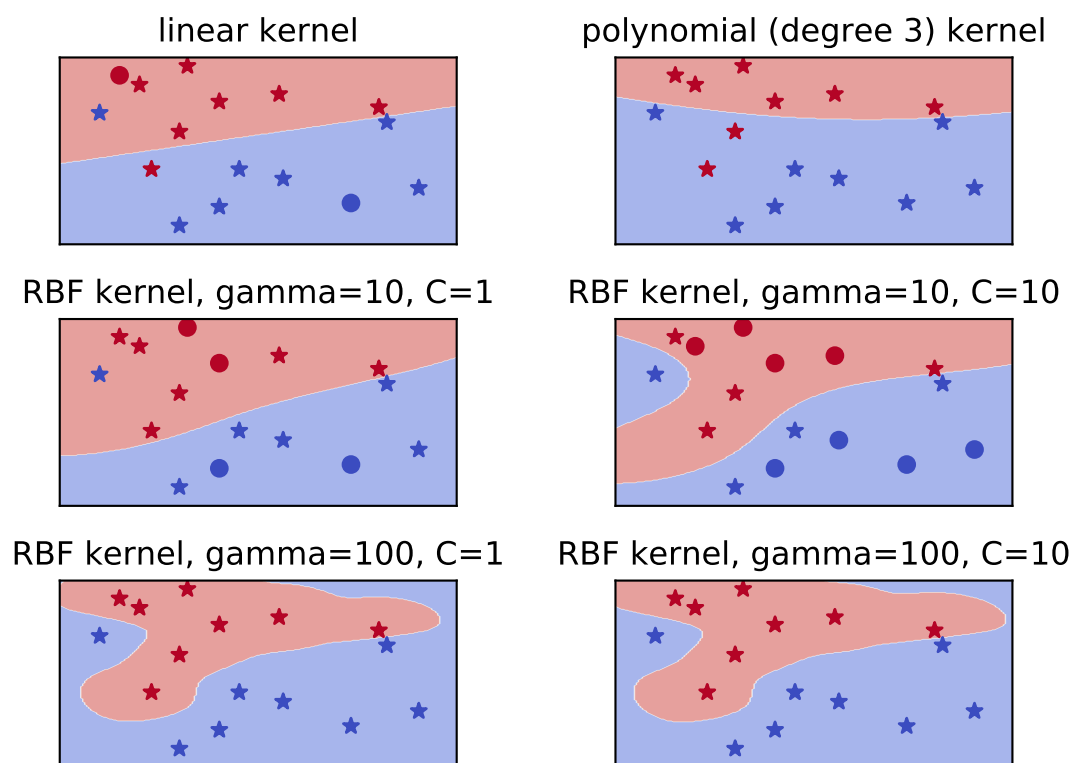 linear kernel
polynomial (degree 3) kernel
RBF kernel, gamma=10, C=1
RBF kernel, gamma=10, C=10
RBF kernel, gamma=100, C=1
RBF kernel, gamma=100, C=10